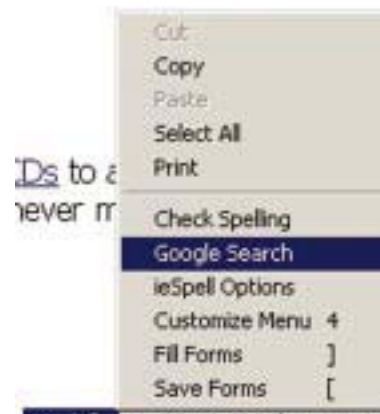 Cut
Copy
Paste
Select All
Print
CDs to a
never m
Check Spelling
Google Search
ieSpell Options
Customize Menu 4
Fill Forms ]
Save Forms [